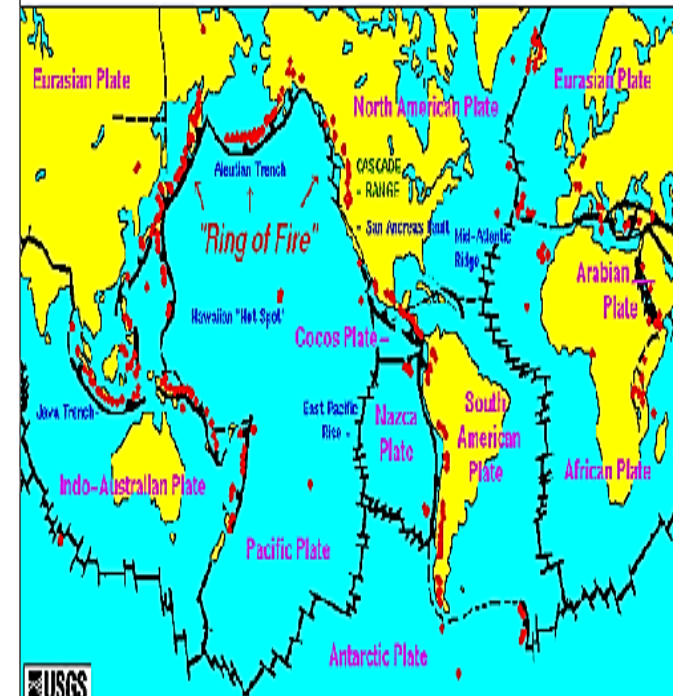 Eurasian Plate
Eurasian Plate
North American Plate
Aleutian Trench
CASCADE
- RANGE
"Ring of Fire"
- San Andreas Fault
Mid-Atlantic
Ridge
Arabian
Plate
Hawaiian "Hot Spot"
Cocos Plate
Java Trench
East Pacific
Rise -
Nazca
Plate
South
American
Plate
Indo-Australian Plate
African Plate
Pacific Plate
Antarctic Plate
USGS